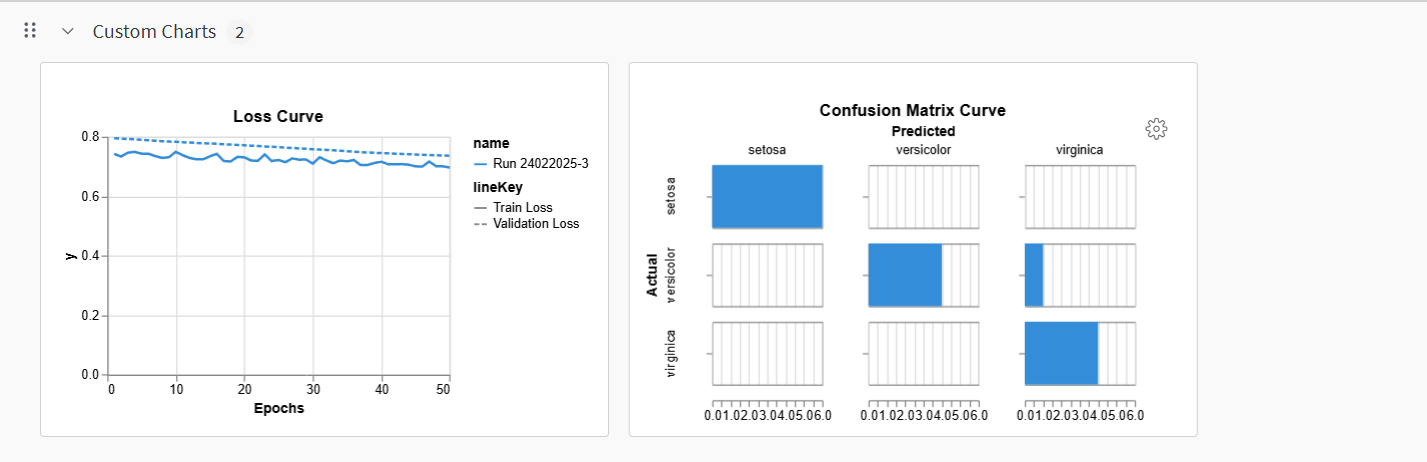 Custom Charts 2
Loss Curve
0.8
0.6
0.4
0.2
0.0
y
0 10 20 30 40 50
Epochs
name
Run 24022025-3
lineKey
Train Loss
Validation Loss
Confusion Matrix Curve
Predicted
setosa versicolor virginica
Actual
setosa
versicolor
virginica
0.01.02.03.04.05.06.0 0.01.02.03.04.05.06.0 0.01.02.03.04.05.06.0